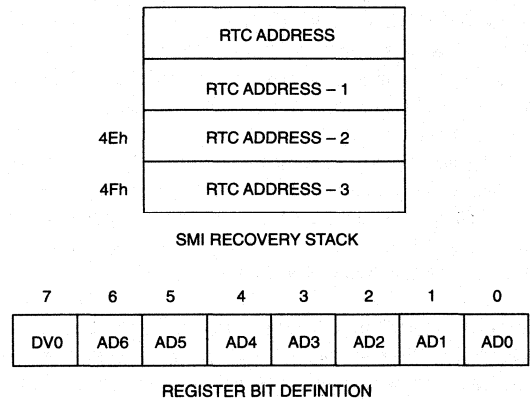 RTC ADDRESS
RTC ADDRESS – 1
4Eh RTC ADDRESS – 2
4Fh RTC ADDRESS – 3
SMI RECOVERY STACK
7 6 5 4 3 2 1 0
DV0 AD6 AD5 AD4 AD3 AD2 AD1 AD0
REGISTER BIT DEFINITION